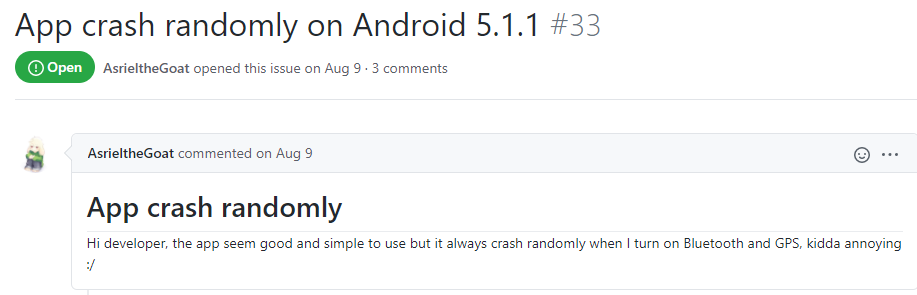 App crash randomly on Android 5.1.1 #33
Open AsrieltheGoat opened this issue on Aug 9 · 3 comments
AsrieltheGoat commented on Aug 9
App crash randomly
Hi developer, the app seem good and simple to use but it always crash randomly when I turn on Bluetooth and GPS, kidda annoying
:/